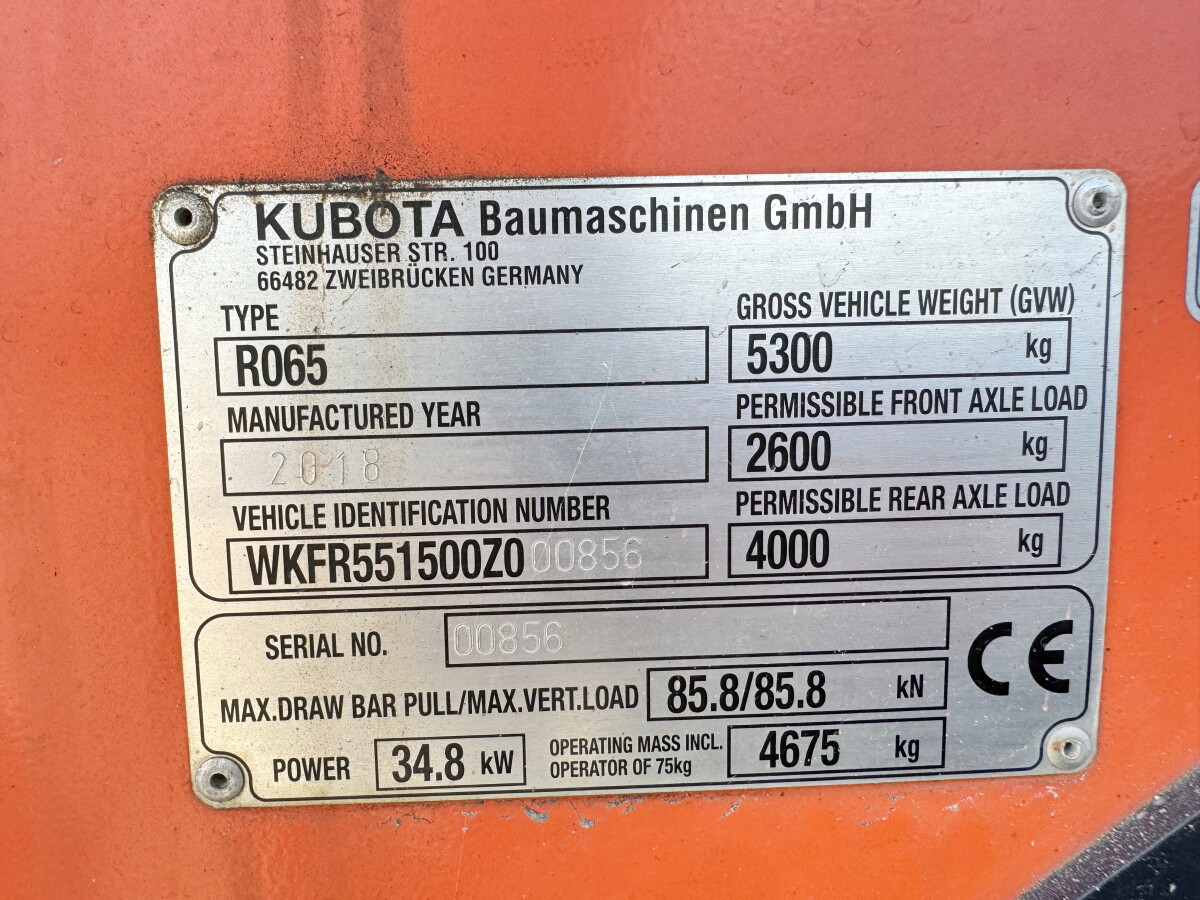 KUBOTA Baumaschinen GmbH
STEINHAUSER STR. 100
66482 ZWEIBRÜCKEN GERMANY
TYPE
R065
MANUFACTURED YEAR
2018
VEHICLE IDENTIFICATION NUMBER
WKFR551500Z000856
GROSS VEHICLE WEIGHT (GVW)
5300 kg
PERMISSIBLE FRONT AXLE LOAD
2600 kg
PERMISSIBLE REAR AXLE LOAD
4000 kg
SERIAL NO. 00856
MAX.DRAW BAR PULL/MAX.VERT.LOAD 85.8/85.8 kN
POWER 34.8 kW
OPERATING MASS INCL.
OPERATOR OF 75kg
4675 kg
CE